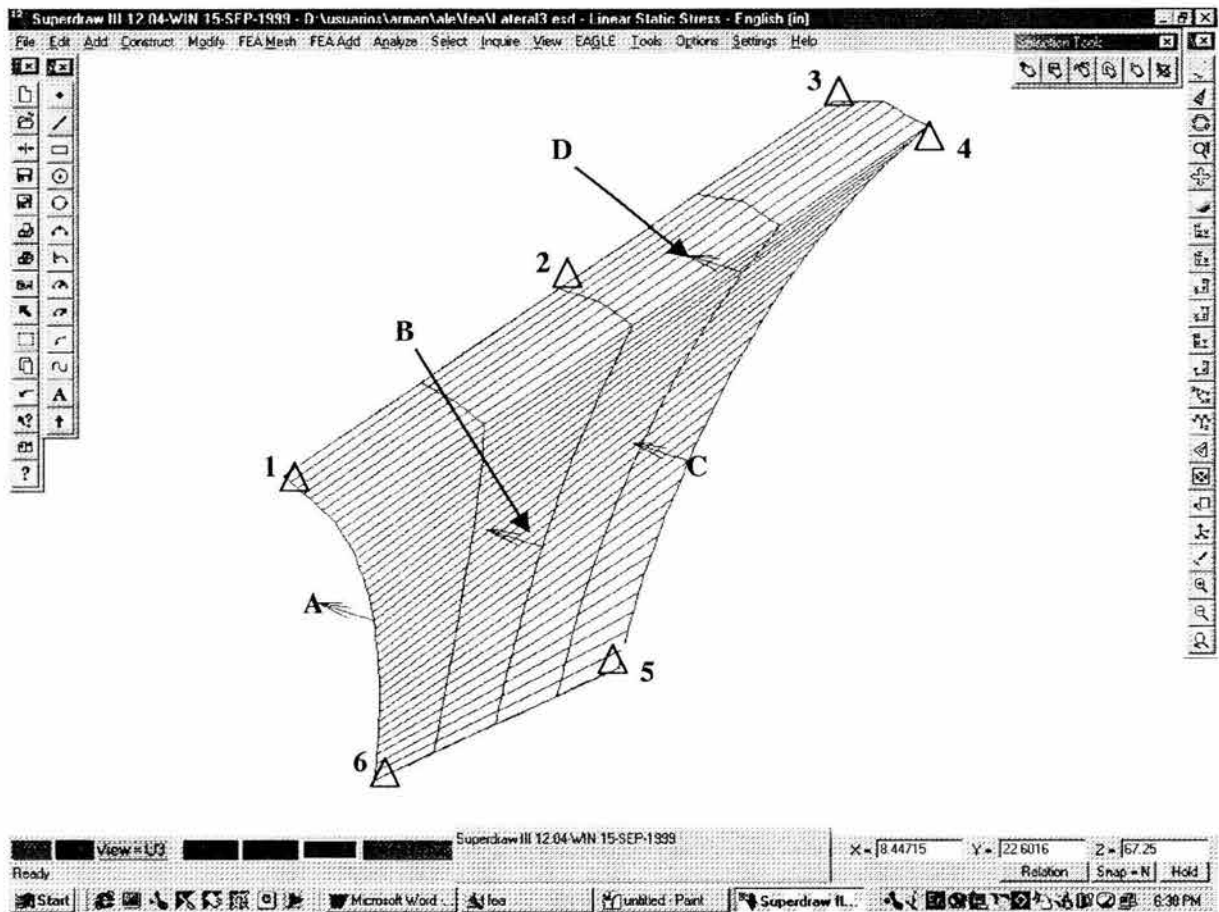 Superdraw III 12.04-WIN 15-SEP-1999 - D:\usuarios\arman\ale\fea\Lateral3.esd - Linear Static Stress - English (in)
File Edit Add Construct Modify FEA Mesh FEA Add Analyze Select Inquire View EAGLE Tools Options Settings Help
Selection Tools
3
4
D
2
B
1
C
A
5
6
A
?
View = U3
Superdraw III 12.04-WIN 15-SEP-1999
X = 8.44715 Y = 22.6016 Z = 67.25
Ready
Relation Snap = N Hold
Start Microsoft Word - fea untitled - Paint Superdraw II... 6:38 PM